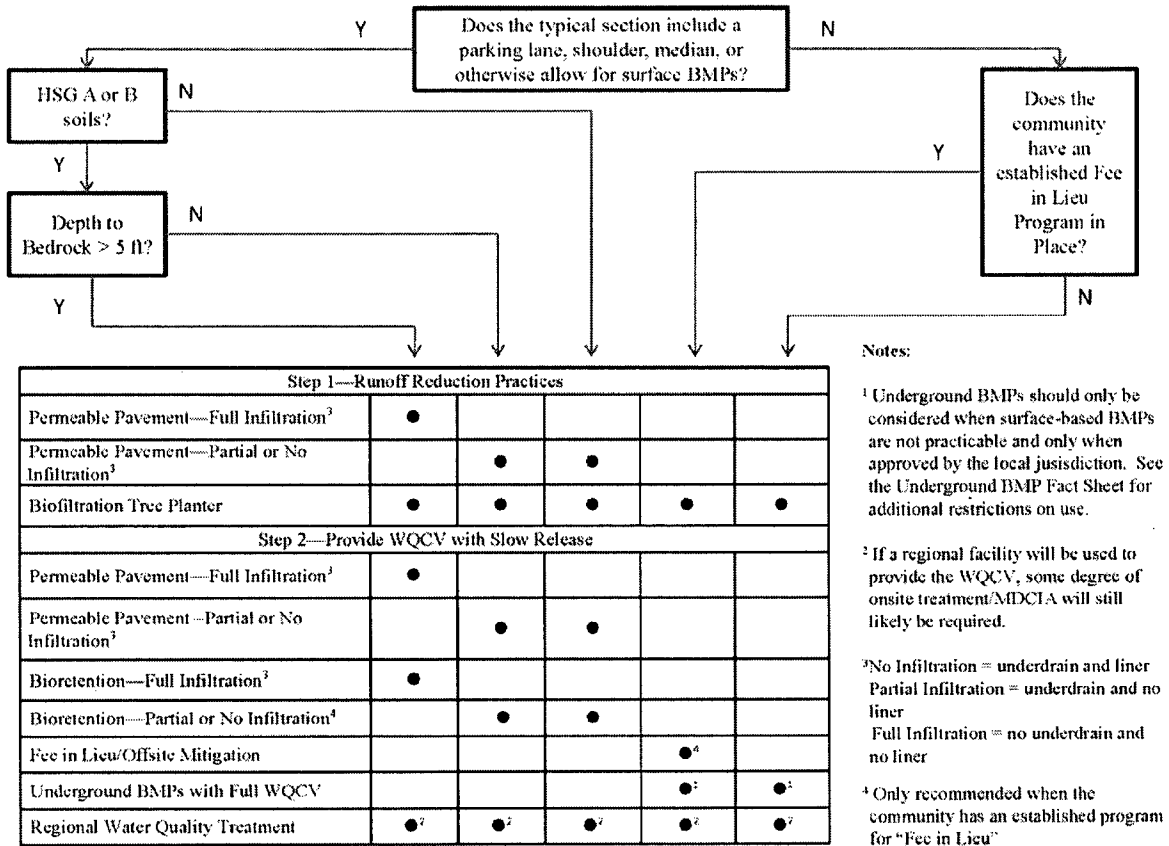 Y
Does the typical section include a
parking lane, shoulder, median, or
otherwise allow for surface BMPs?
N
HSG A or B
soils?
N
Y
Depth to
Bedrock > 5 ft?
N
Y
Does the
community
have an
established Fee
in Lieu
Program in
Place?
Y
N
Step 1—Runoff Reduction Practices
Permeable Pavement—Full Infiltration³ ●
Permeable Pavement—Partial or No
Infiltration³ ● ●
Biofiltration Tree Planter ● ● ● ● ●
Step 2—Provide WQCV with Slow Release
Permeable Pavement—Full Infiltration³ ●
Permeable Pavement—Partial or No
Infiltration³ ● ●
Bioretention—Full Infiltration³ ●
Bioretention—Partial or No Infiltration⁴ ● ●
Fee in Lieu/Offsite Mitigation ●⁴
Underground BMPs with Full WQCV ●¹ ●¹
Regional Water Quality Treatment ●² ●² ●² ●² ●²
Notes:
¹ Underground BMPs should only be
considered when surface-based BMPs
are not practicable and only when
approved by the local jusisdiction. See
the Underground BMP Fact Sheet for
additional restrictions on use.
² If a regional facility will be used to
provide the WQCV, some degree of
onsite treatment/MDCIA will still
likely be required.
³No Infiltration = underdrain and liner
Partial Infiltration = underdrain and no
liner
Full Infiltration = no underdrain and
no liner
⁴ Only recommended when the
community has an established program
for "Fee in Lieu"